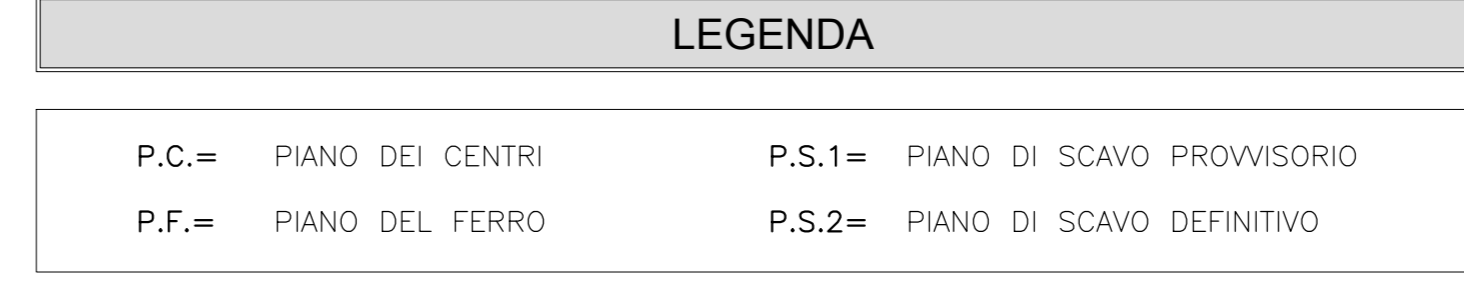 LEGENDA
P.C.= PIANO DEI CENTRI P.S.1= PIANO DI SCAVO PROVVISORIO
P.F.= PIANO DEL FERRO P.S.2= PIANO DI SCAVO DEFINITIVO